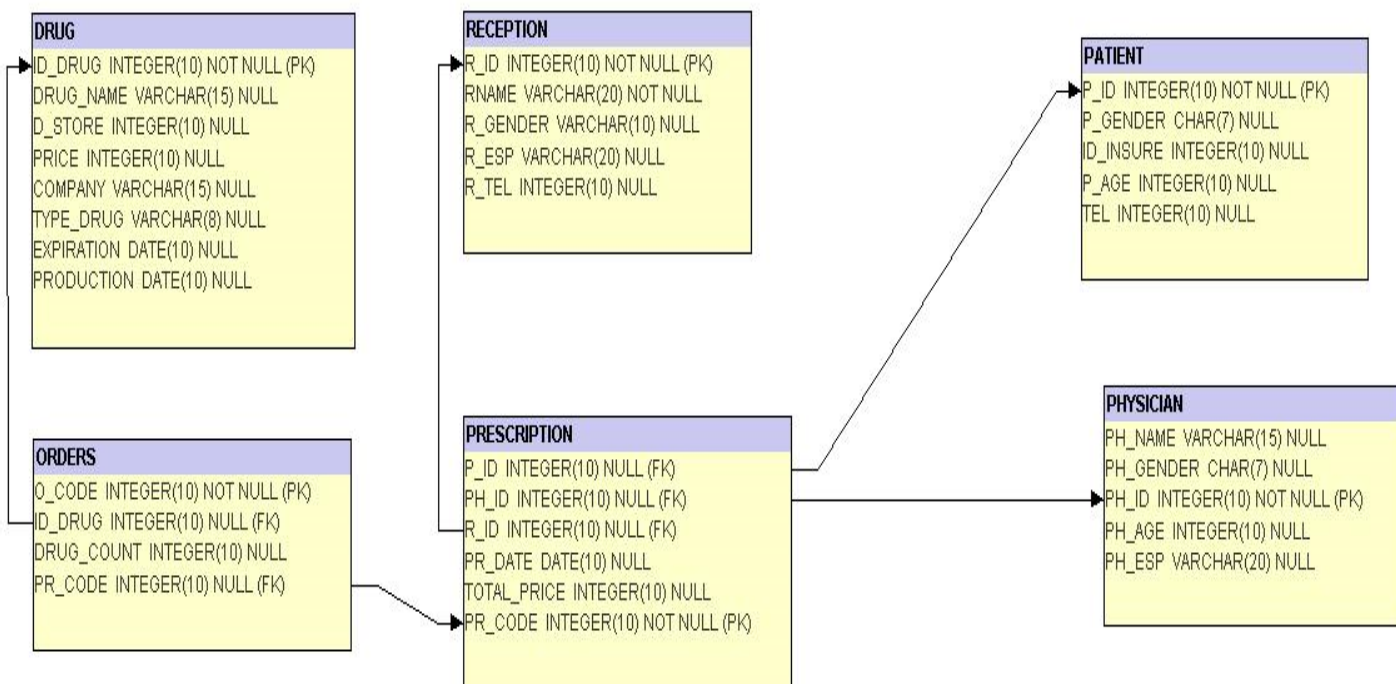 DRUG
ID_DRUG INTEGER(10) NOT NULL (PK)
DRUG_NAME VARCHAR(15) NULL
D_STORE INTEGER(10) NULL
PRICE INTEGER(10) NULL
COMPANY VARCHAR(15) NULL
TYPE_DRUG VARCHAR(8) NULL
EXPIRATION DATE(10) NULL
PRODUCTION DATE(10) NULL
RECEPTION
R_ID INTEGER(10) NOT NULL (PK)
RNAME VARCHAR(20) NOT NULL
R_GENDER VARCHAR(10) NULL
R_ESP VARCHAR(20) NULL
R_TEL INTEGER(10) NULL
PATIENT
P_ID INTEGER(10) NOT NULL (PK)
P_GENDER CHAR(7) NULL
ID_INSURE INTEGER(10) NULL
P_AGE INTEGER(10) NULL
TEL INTEGER(10) NULL
ORDERS
O_CODE INTEGER(10) NOT NULL (PK)
ID_DRUG INTEGER(10) NULL (FK)
DRUG_COUNT INTEGER(10) NULL
PR_CODE INTEGER(10) NULL (FK)
PRESCRIPTION
P_ID INTEGER(10) NULL (FK)
PH_ID INTEGER(10) NULL (FK)
R_ID INTEGER(10) NULL (FK)
PR_DATE DATE(10) NULL
TOTAL_PRICE INTEGER(10) NULL
PR_CODE INTEGER(10) NOT NULL (PK)
PHYSICIAN
PH_NAME VARCHAR(15) NULL
PH_GENDER CHAR(7) NULL
PH_ID INTEGER(10) NOT NULL (PK)
PH_AGE INTEGER(10) NULL
PH_ESP VARCHAR(20) NULL